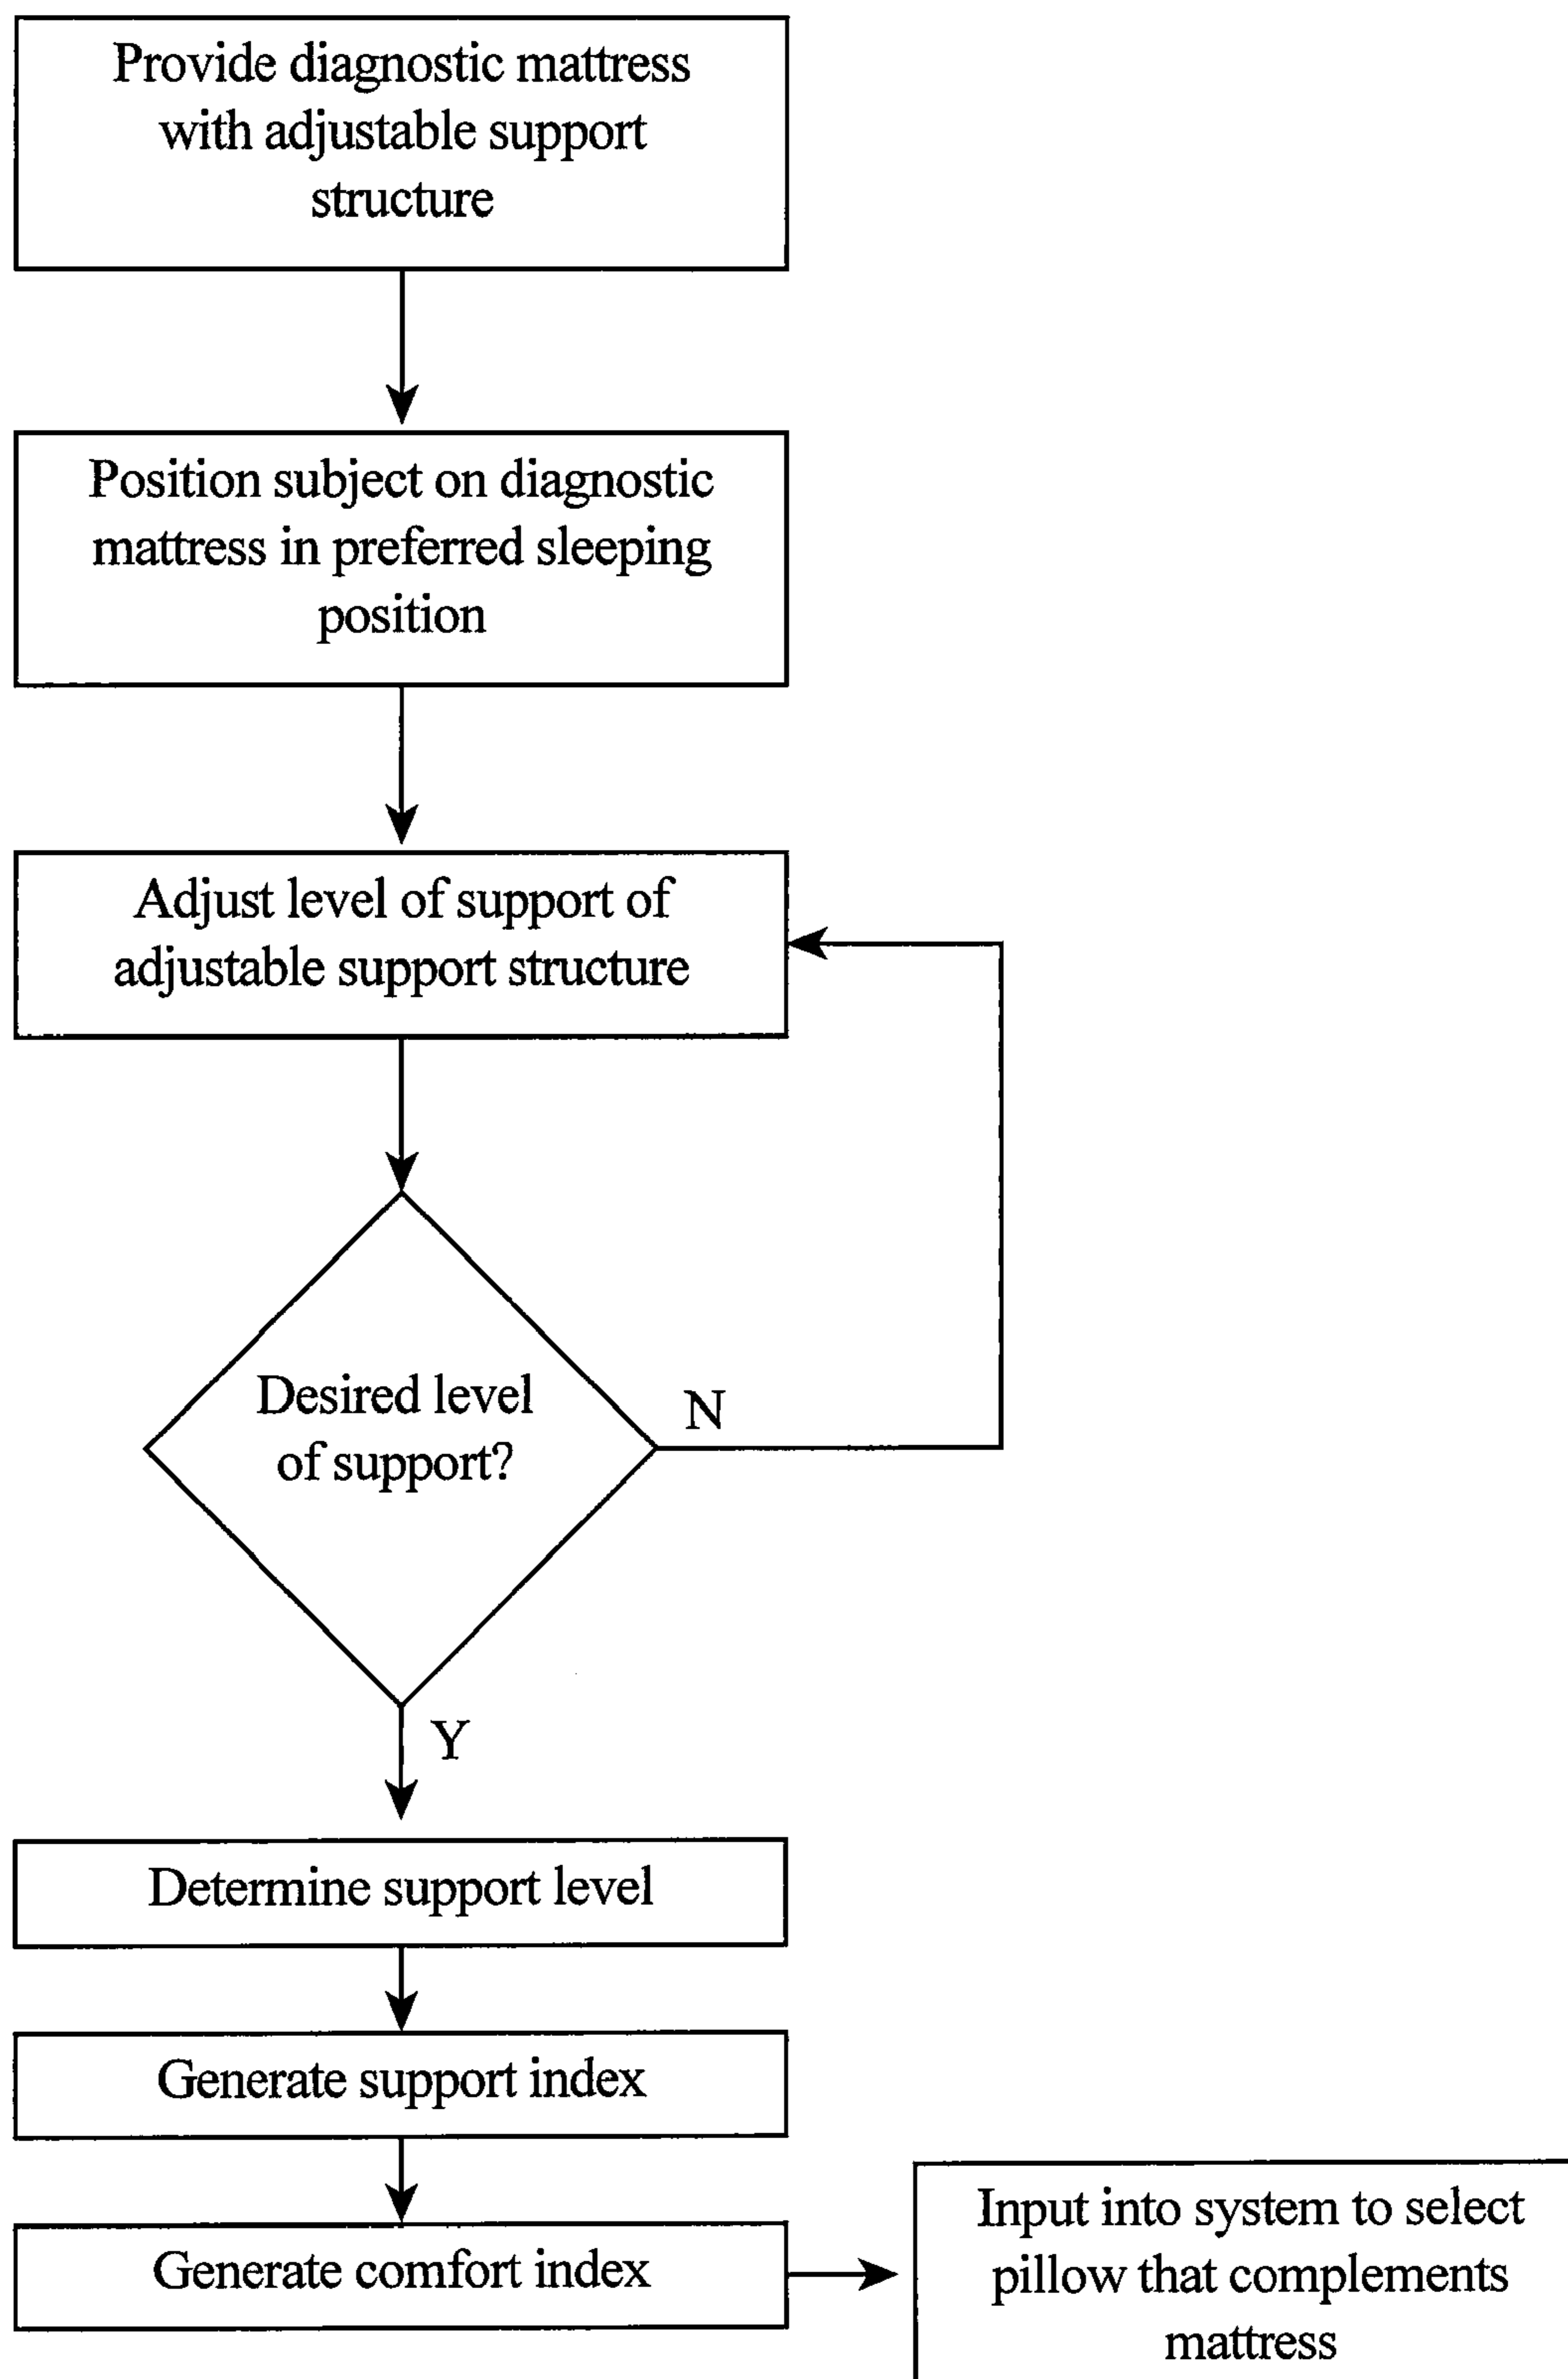 Provide diagnostic mattress
with adjustable support
structure
Position subject on diagnostic
mattress in preferred sleeping
position
Adjust level of support of
adjustable support structure
Desired level
of support?
N
Y
Determine support level
Generate support index
Generate comfort index
Input into system to select
pillow that complements
mattress